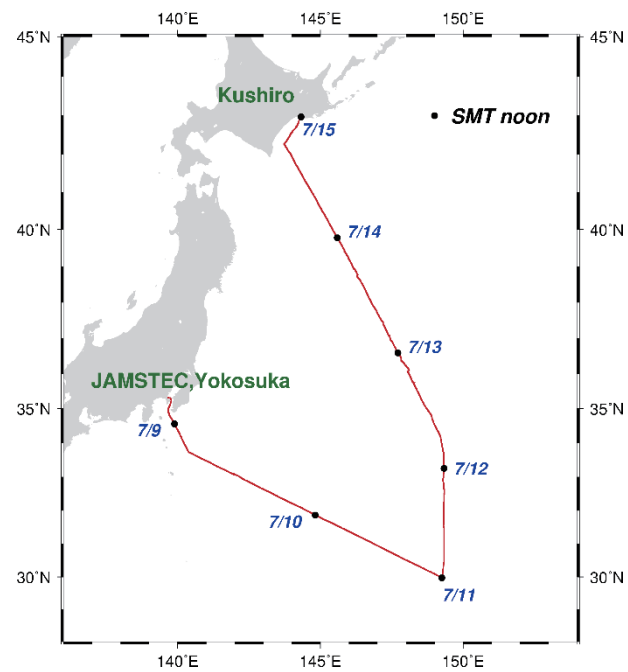 140˚E 145˚E 150˚E
45˚N 45˚N
Kushiro
7/15
SMT noon
40˚N 40˚N
7/14
7/13
JAMSTEC,Yokosuka
35˚N 35˚N
7/9
7/12
7/10
30˚N 30˚N
7/11
140˚E 145˚E 150˚E